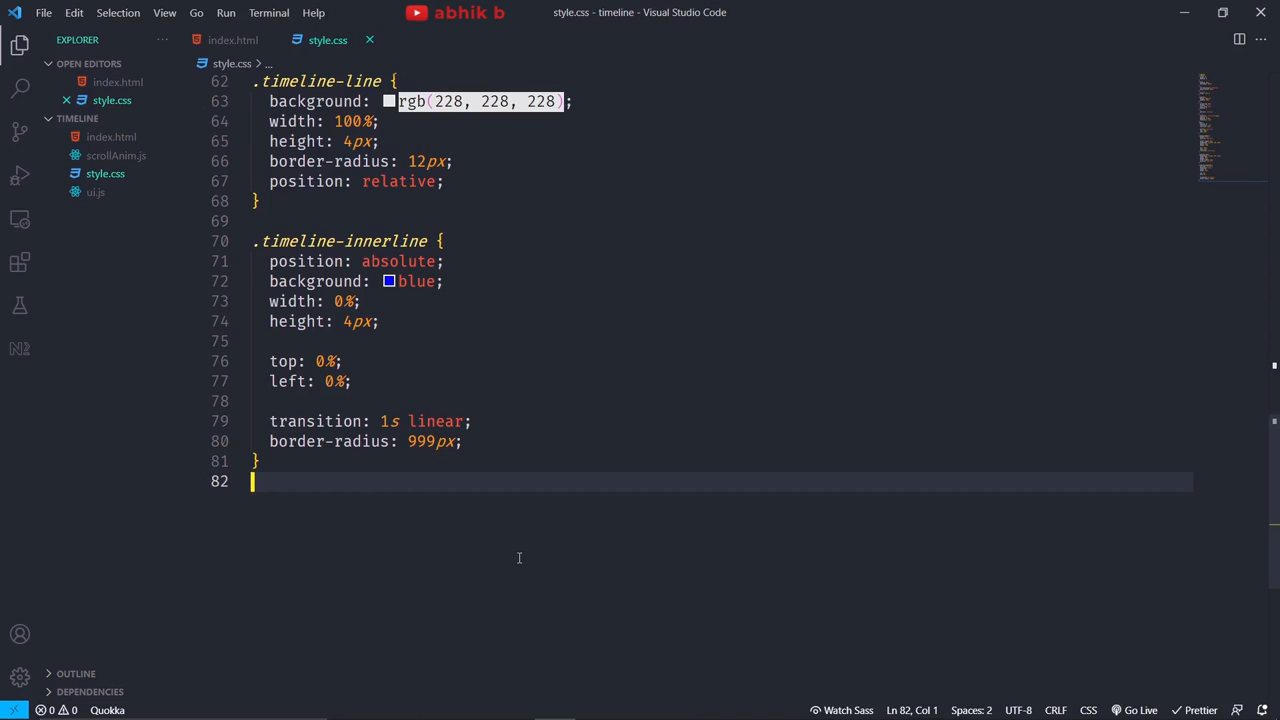 File Edit Selection View Go Run Terminal Help
abhik b
style.css - timeline - Visual Studio Code
EXPLORER
OPEN EDITORS
index.html
style.css
TIMELINE
index.html
scrollAnim.js
style.css
ui.js
index.html
style.css
style.css > ...
62 .timeline-line {
63 background: rgb(228, 228, 228);
64 width: 100%;
65 height: 4px;
66 border-radius: 12px;
67 position: relative;
68 }
69
70 .timeline-innerline {
71 position: absolute;
72 background: blue;
73 width: 0%;
74 height: 4px;
75
76 top: 0%;
77 left: 0%;
78
79 transition: 1s linear;
80 border-radius: 999px;
81 }
82
OUTLINE
DEPENDENCIES
0 0 Quokka
Watch Sass Ln 82, Col 1 Spaces: 2 UTF-8 CRLF CSS Go Live Prettier